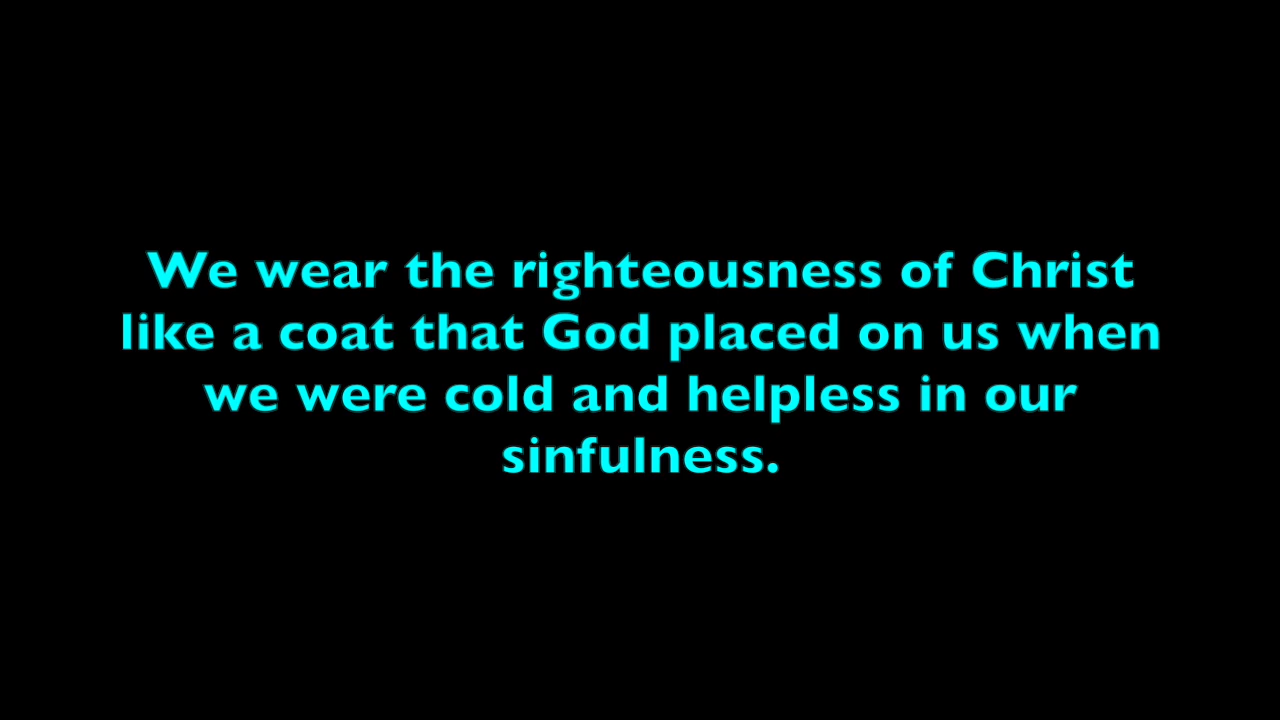 We wear the righteousness of Christ
like a coat that God placed on us when
we were cold and helpless in our
sinfulness.